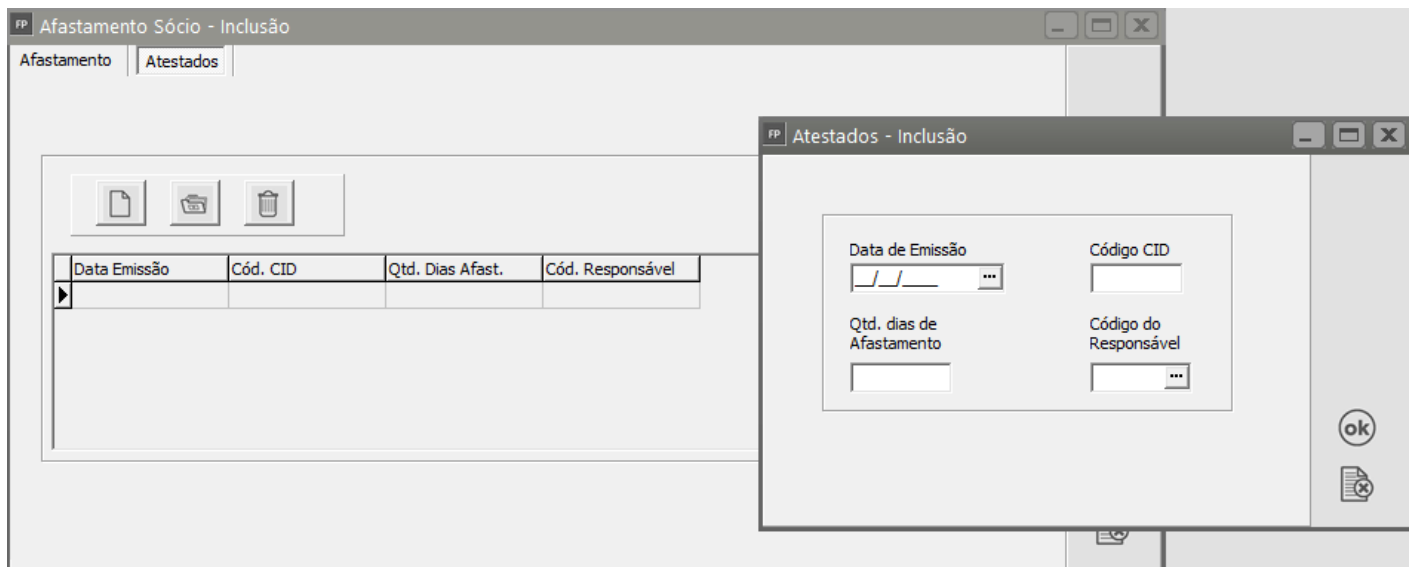 FP Afastamento Sócio - Inclusão
Afastamento Atestados
Data Emissão Cód. CID Qtd. Dias Afast. Cód. Responsável
FP Atestados - Inclusão
Data de Emissão Código CID
__/__/____ ...
Qtd. dias de Código do
Afastamento Responsável
...
ok